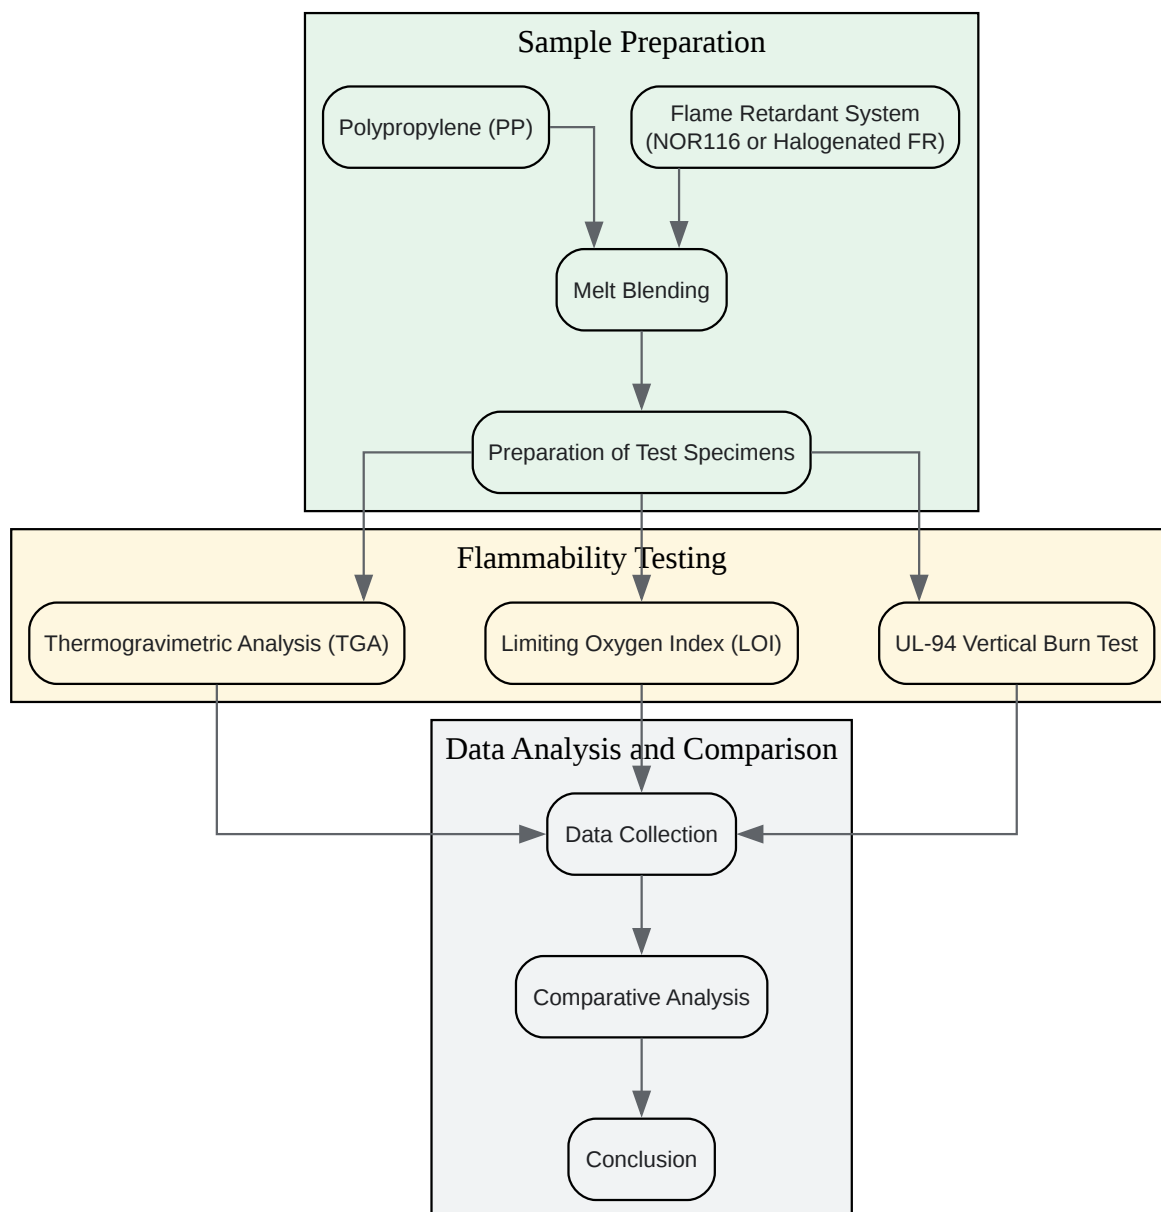 Sample Preparation
Polypropylene (PP)
Flame Retardant System
(NOR116 or Halogenated FR)
Melt Blending
Preparation of Test Specimens
Flammability Testing
Thermogravimetric Analysis (TGA)
Limiting Oxygen Index (LOI)
UL-94 Vertical Burn Test
Data Analysis and Comparison
Data Collection
Comparative Analysis
Conclusion